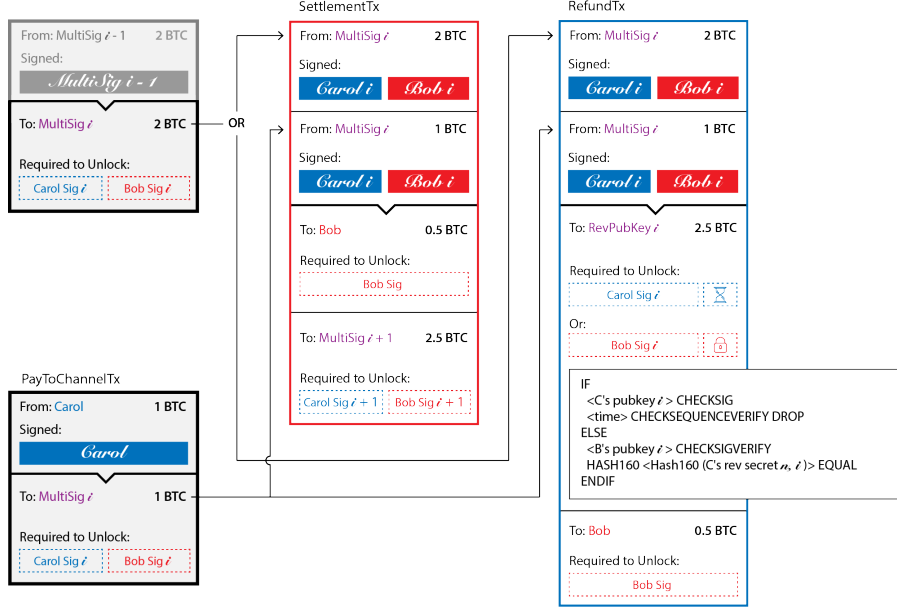 SettlementTx
RefundTx
From: MultiSig i - 1 2 BTC
Signed:
MultiSig i - 1
To: MultiSig i 2 BTC
Required to Unlock:
Carol Sig i Bob Sig i
OR
From: MultiSig i 2 BTC
Signed:
Carol i Bob i
From: MultiSig i 1 BTC
Signed:
Carol i Bob i
To: Bob 0.5 BTC
Required to Unlock:
Bob Sig
To: MultiSig i + 1 2.5 BTC
Required to Unlock:
Carol Sig i + 1 Bob Sig i + 1
From: MultiSig i 2 BTC
Signed:
Carol i Bob i
From: MultiSig i 1 BTC
Signed:
Carol i Bob i
To: RevPubKey i 2.5 BTC
Required to Unlock:
Carol Sig i
Or:
Bob Sig i
IF
<C's pubkey i > CHECKSIG
<time> CHECKSEQUENCEVERIFY DROP
ELSE
<B's pubkey i > CHECKSIGVERIFY
HASH160 <Hash160 (C's rev secret n, i )> EQUAL
ENDIF
To: Bob 0.5 BTC
Required to Unlock:
Bob Sig
PayToChannelTx
From: Carol 1 BTC
Signed:
Carol
To: MultiSig i 1 BTC
Required to Unlock:
Carol Sig i Bob Sig i